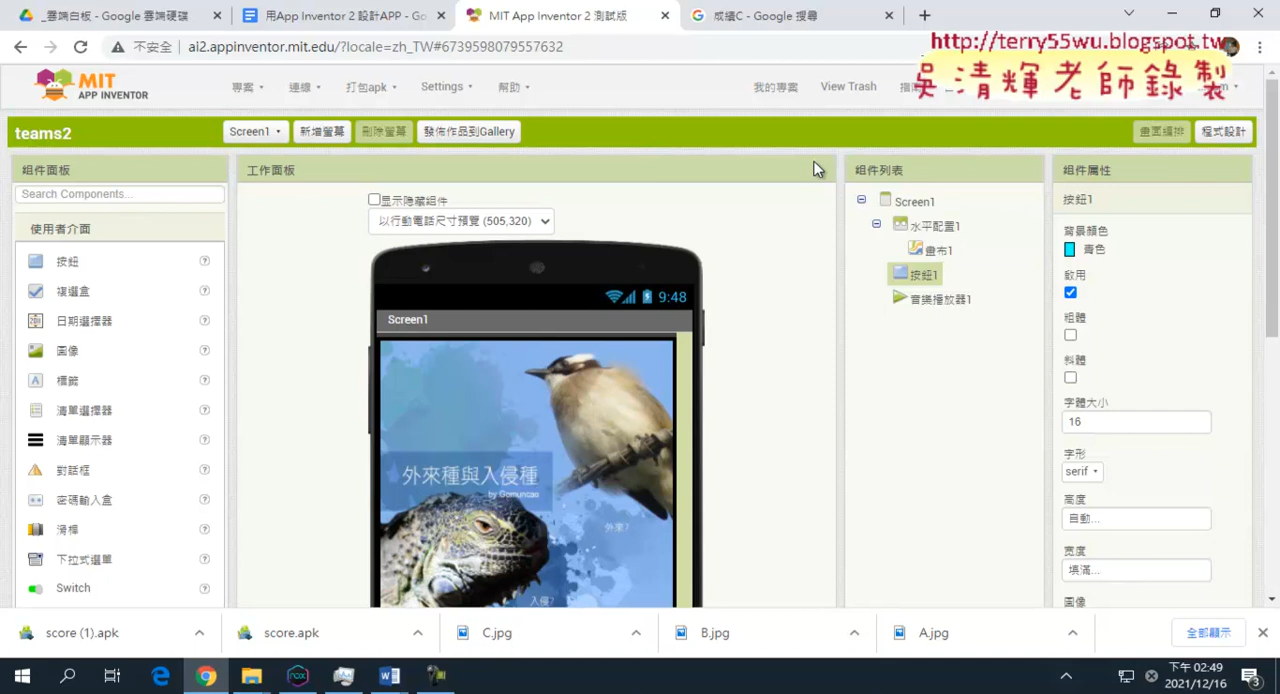 _雲端白板 - Google 雲端硬碟
用App Inventor 2 設計APP - G
MIT App Inventor 2 測試版
成績C - Google 搜尋
不安全
ai2.appinventor.mit.edu/?locale=zh_TW#6739598079557632
http://terry55wu.blogspot.tw
吳清輝老師錄製
MIT
APP INVENTOR
專案
連線
打包apk
Settings
幫助
我的專案
View Trash
teams2
Screen1
新增螢幕
刪除螢幕
發佈作品到Gallery
畫面編排
程式設計
組件面板
工作面板
組件列表
組件屬性
Search Components...
使用者介面
按鈕
複選盒
日期選擇器
圖像
標籤
清單選擇器
清單顯示器
對話框
密碼輸入盒
滑桿
下拉式選單
Switch
显示隐藏组件
以行動電話尺寸預覽 (505,320)
9:48
Screen1
外來種與入侵種
by Gomuncao
外來?
入侵?
Screen1
水平配置1
畫布1
按鈕1
音樂播放器1
按鈕1
背景顏色
青色
啟用
粗體
斜體
字體大小
16
字形
serif
高度
自動...
寬度
填滿...
圖像
score (1).apk
score.apk
C.jpg
B.jpg
A.jpg
全部顯示
nox
下午 02:49
2021/12/16
3